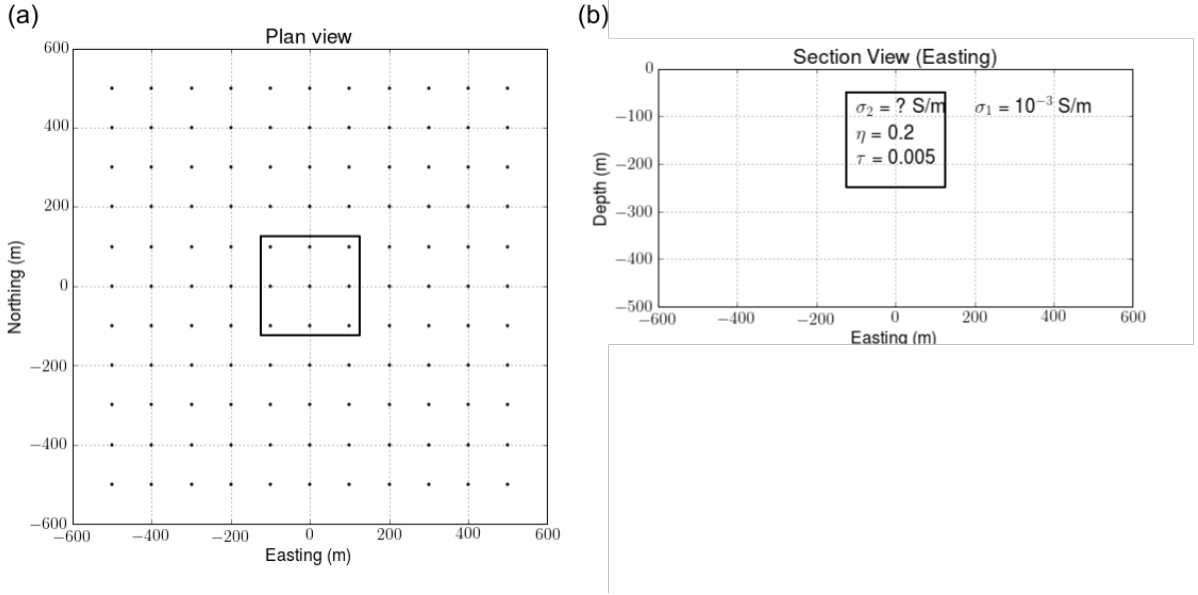 (a)
Plan view
600
400
200
0
−200
−400
−600
Northing (m)
−600 −400 −200 0 200 400 600
Easting (m)
(b)
Section View (Easting)
0
−100
−200
−300
−400
−500
Depth (m)
σ₂ = ? S/m
η = 0.2
τ = 0.005
σ₁ = 10⁻³ S/m
−600 −400 −200 0 200 400 600
Easting (m)